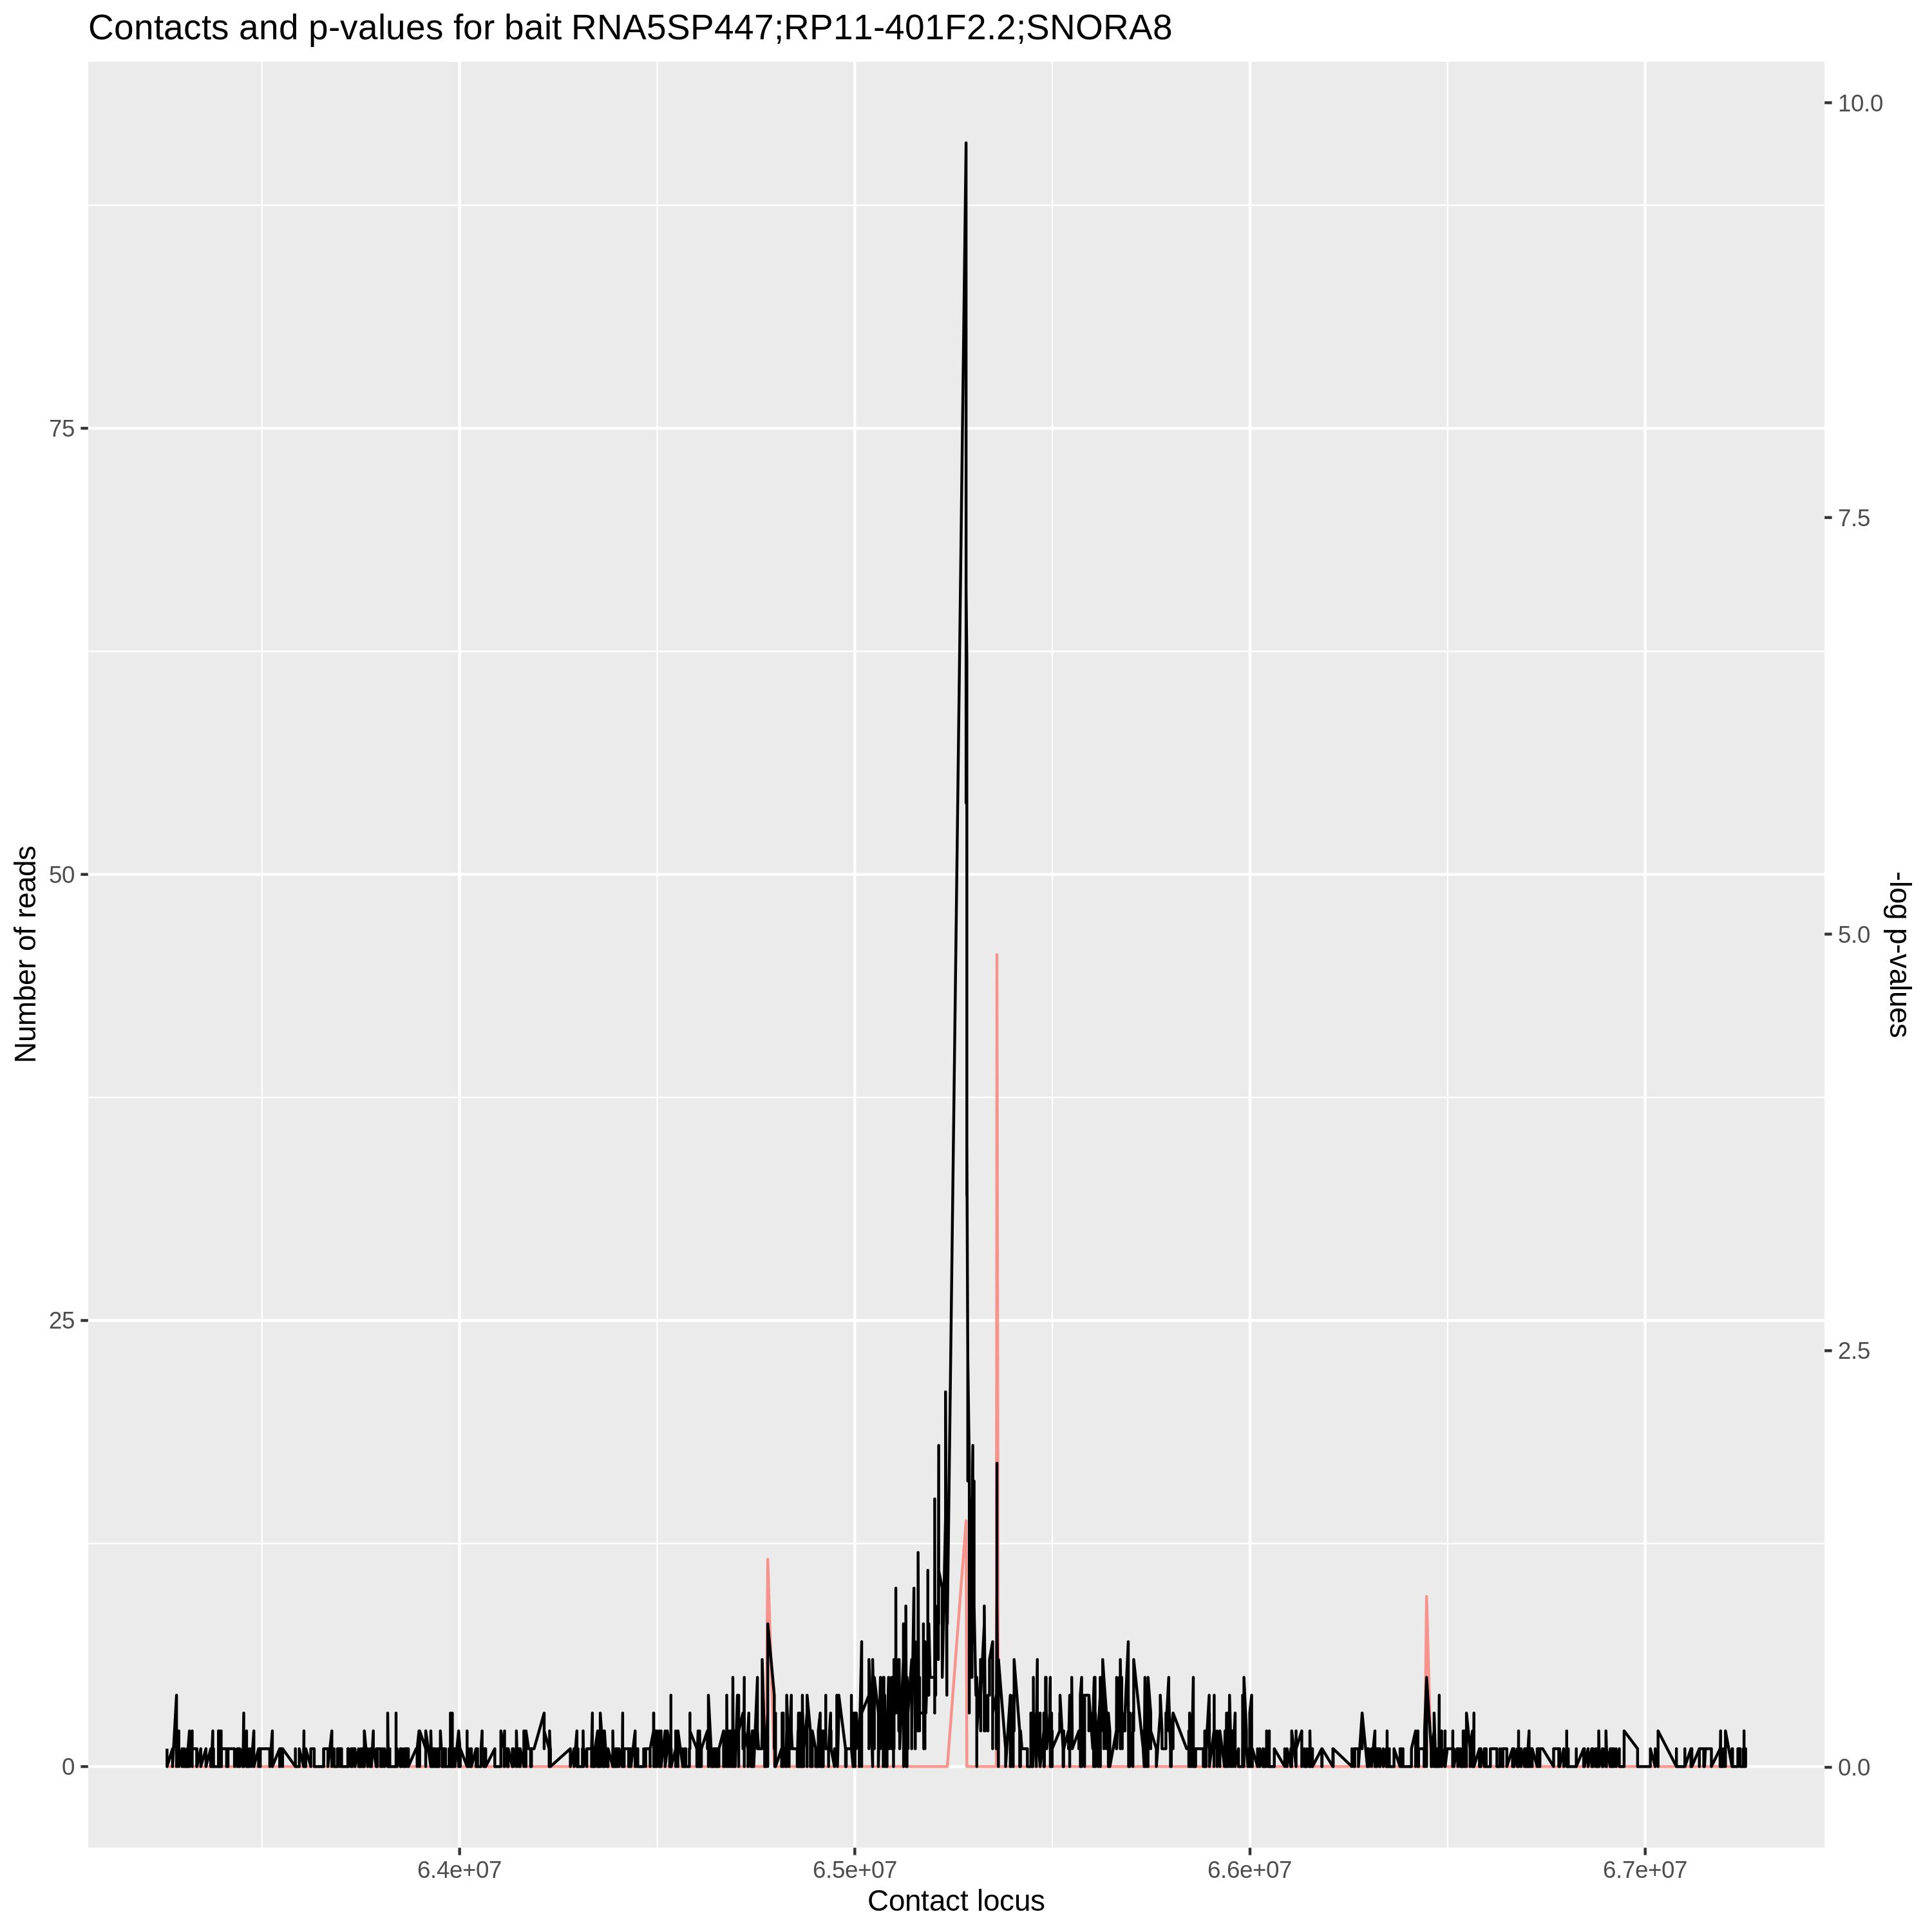 Contacts and p-values for bait RNA5SP447;RP11-401F2.2;SNORA8
10.0
75
7.5
50
5.0
Number of reads
-log p-values
25
2.5
0
0.0
6.4e+07 6.5e+07 6.6e+07 6.7e+07
Contact locus